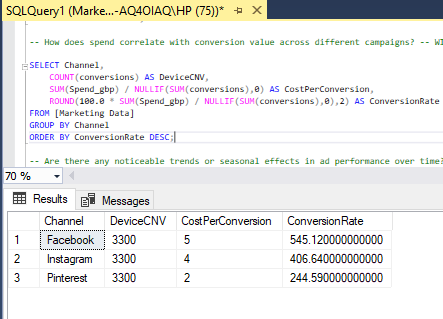 SQLQuery1 (Marke...-AQ4OIAQ\HP (75))*
-- How does spend correlate with conversion value across different campaigns? -- WI
SELECT Channel,
COUNT(conversions) AS DeviceCNV,
SUM(Spend_gbp) / NULLIF(SUM(conversions),0) AS CostPerConversion,
ROUND(100.0 * SUM(Spend_gbp) / NULLIF(SUM(conversions),0),2) AS ConversionRate
FROM [Marketing Data]
GROUP BY Channel
ORDER BY ConversionRate DESC;
-- Are there any noticeable trends or seasonal effects in ad performance over time?
70 %
Results Messages
Channel DeviceCNV CostPerConversion ConversionRate
1 Facebook 3300 5 545.120000000000
2 Instagram 3300 4 406.640000000000
3 Pinterest 3300 2 244.590000000000